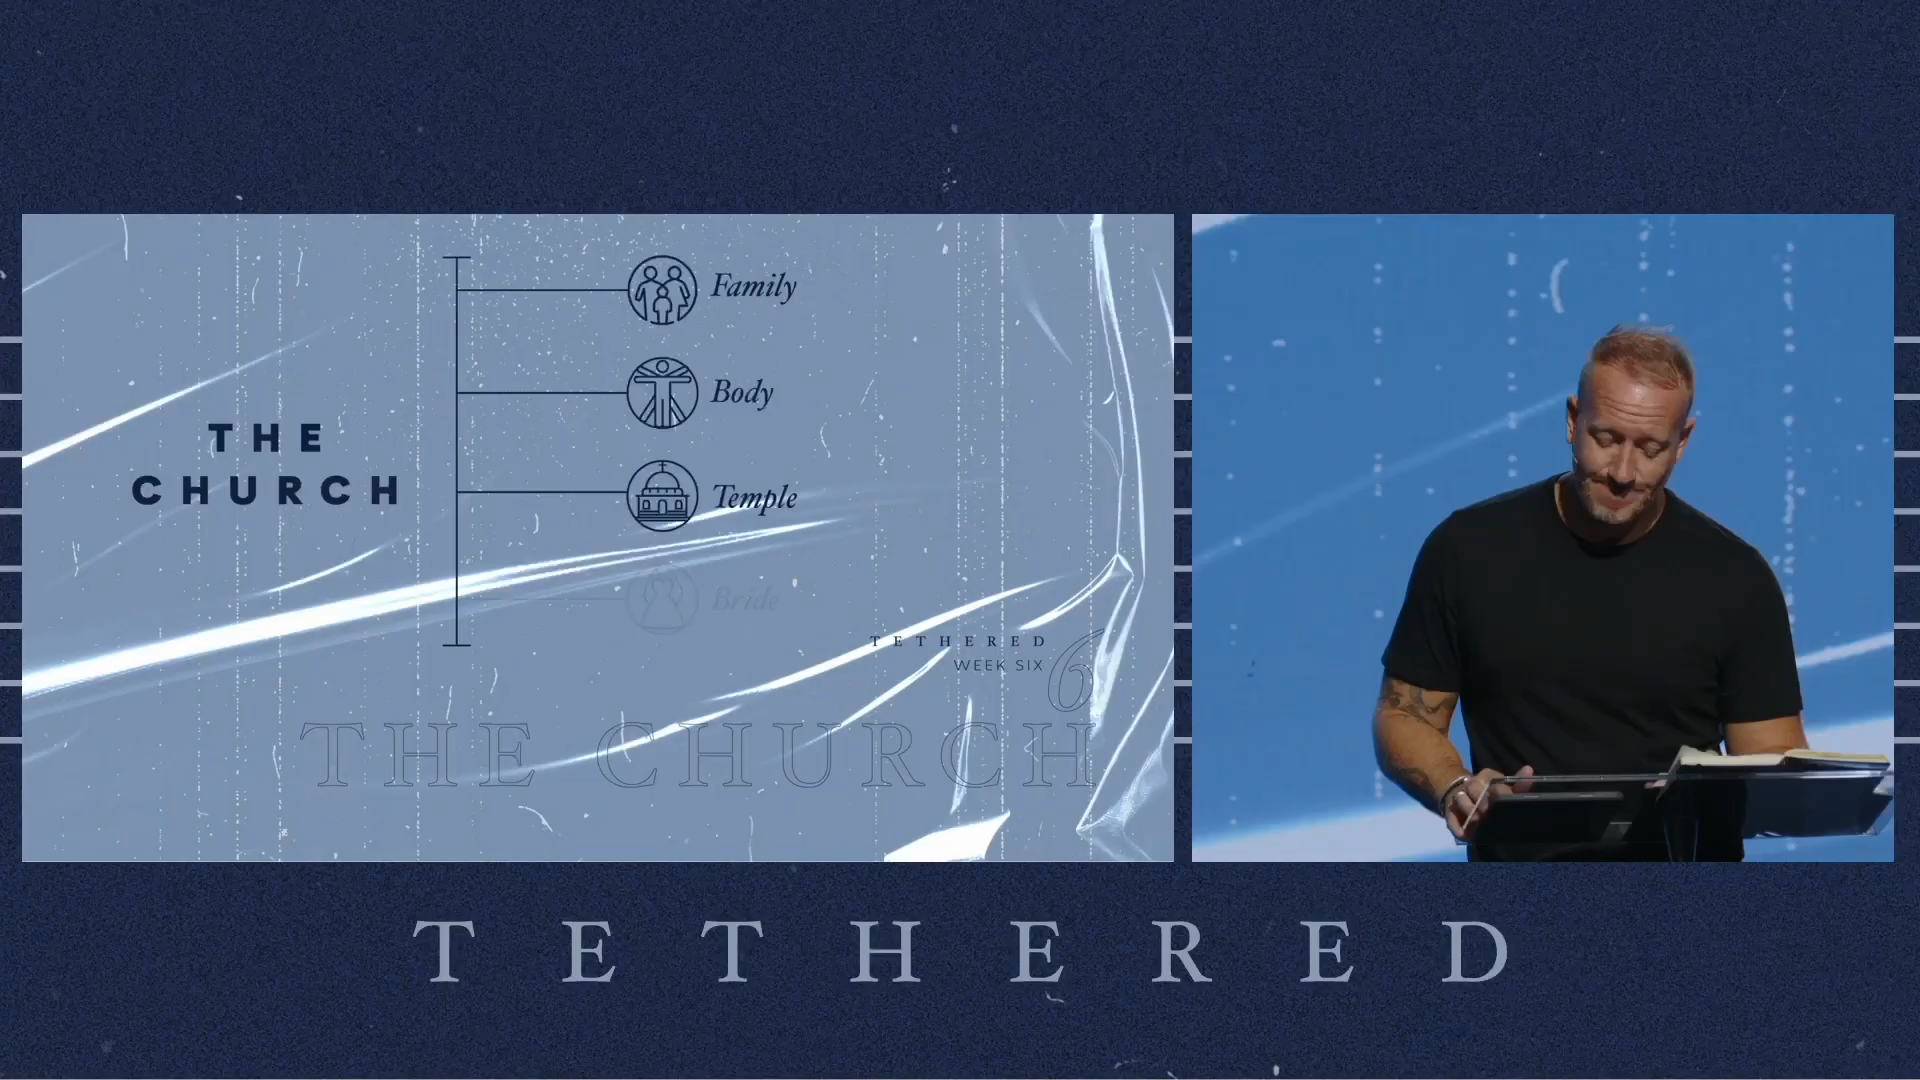 THE
CHURCH
Family
Body
Temple
Bride
TETHERED
WEEK SIX
6
THE CHURCH
TETHERED